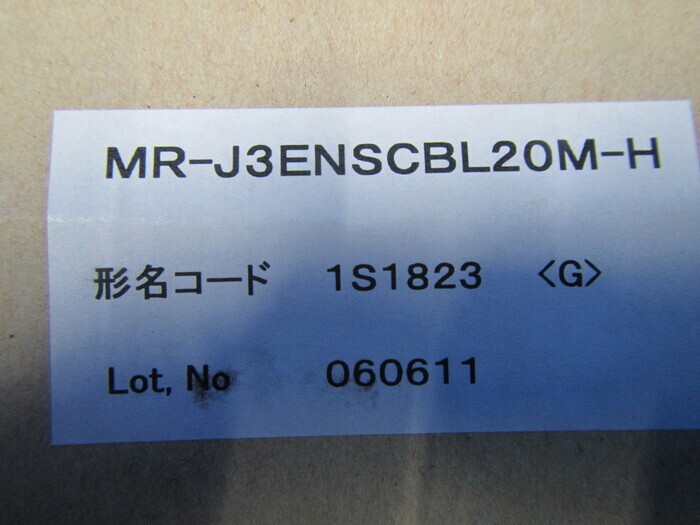 MR-J3ENSCBL20M-H
形名コード 1S1823 <G>
Lot, No 060611